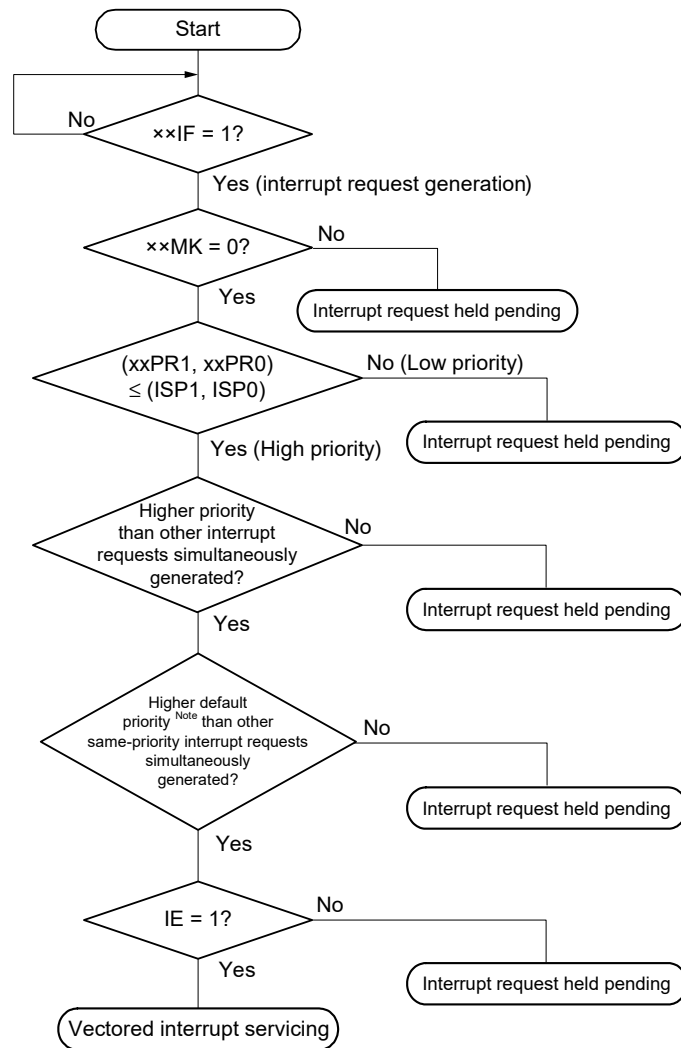 Start
No
××IF = 1?
Yes (interrupt request generation)
××MK = 0?
No
Yes
Interrupt request held pending
(xxPR1, xxPR0)
≤ (ISP1, ISP0)
No (Low priority)
Yes (High priority)
Interrupt request held pending
Higher priority
than other interrupt
requests simultaneously
generated?
No
Yes
Interrupt request held pending
Higher default
priority Note than other
same-priority interrupt requests
simultaneously
generated?
No
Yes
Interrupt request held pending
IE = 1?
No
Yes
Interrupt request held pending
Vectored interrupt servicing